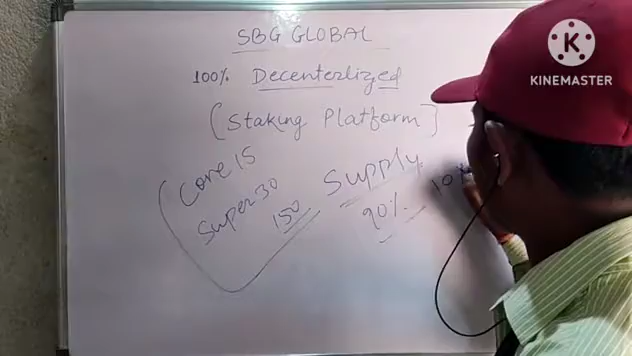 SBG GLOBAL
100% Decenterlized
(Staking Platform)
Core 15
Super 30
150
Supply
90%
10%
KINEMASTER